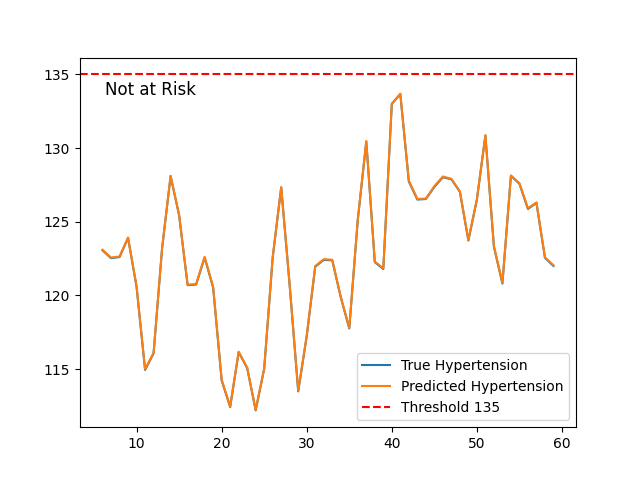 135
Not at Risk
130
125
120
115
True Hypertension
Predicted Hypertension
Threshold 135
10 20 30 40 50 60